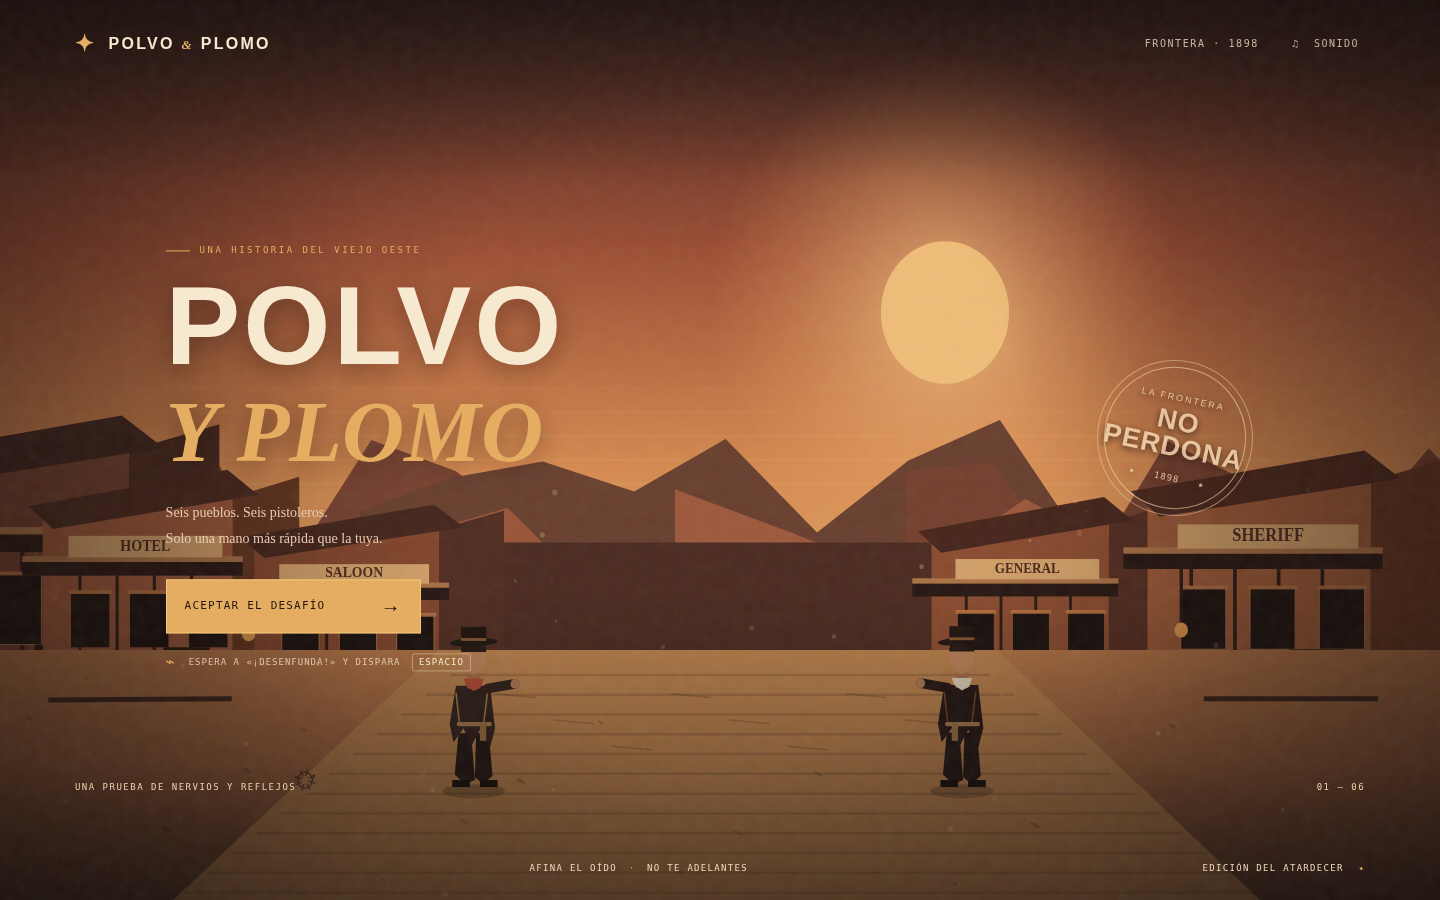 ✦ POLVO & PLOMO
FRONTERA · 1898
♫ SONIDO
UNA HISTORIA DEL VIEJO OESTE
POLVO
Y PLOMO
LA FRONTERA
NO
PERDONA
★ 1898 ★
Seis pueblos. Seis pistoleros.
Solo una mano más rápida que la tuya.
HOTEL
SALOON
GENERAL
SHERIFF
ACEPTAR EL DESAFÍO →
ESPERA A «¡DESENFUNDA!» Y DISPARA ESPACIO
UNA PRUEBA DE NERVIOS Y REFLEJOS
01 — 06
AFINA EL OÍDO · NO TE ADELANTES
EDICIÓN DEL ATARDECER ✦